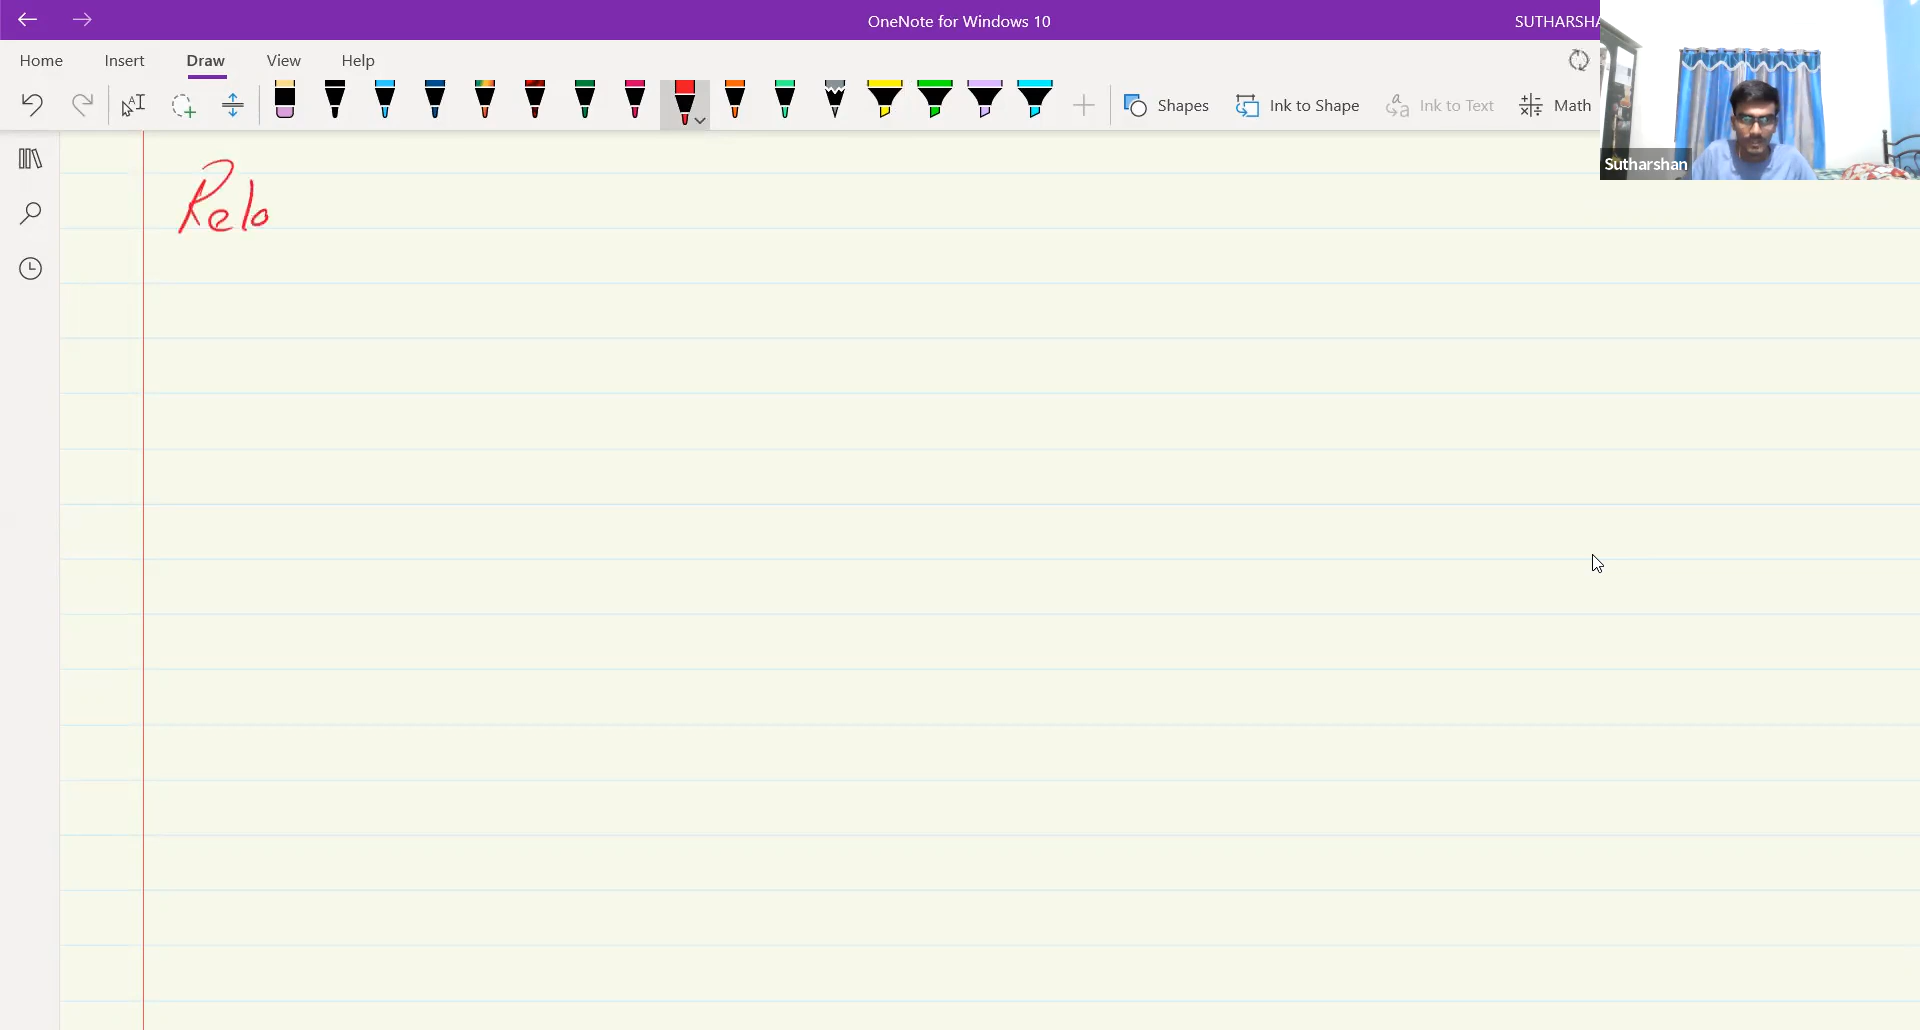 OneNote for Windows 10
SUTHARSHA
Home Insert Draw View Help
Shapes Ink to Shape Ink to Text Math
Sutharshan
Relo